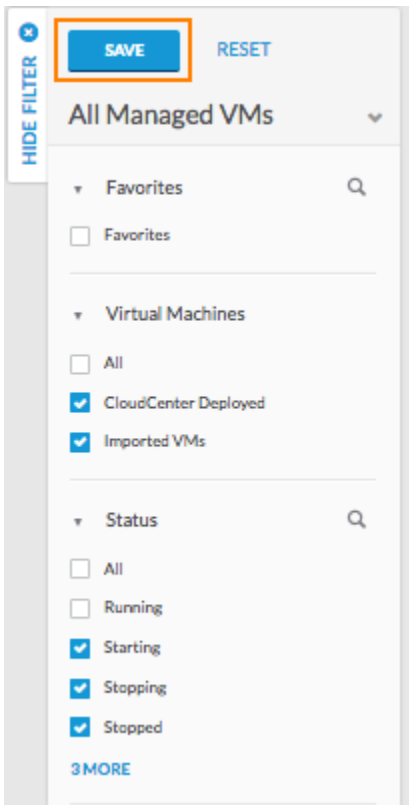 HIDE FILTER
SAVE RESET
All Managed VMs
Favorites
Favorites
Virtual Machines
All
CloudCenter Deployed
Imported VMs
Status
All
Running
Starting
Stopping
Stopped
3 MORE